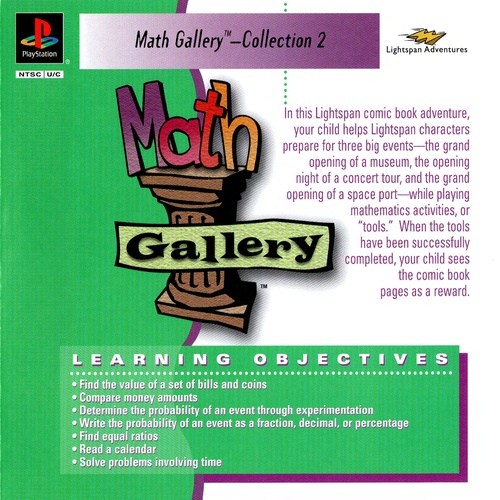 Math Gallery™–Collection 2
PlayStation®
NTSC U/C
Lightspan Adventures™
Math
Gallery
™
In this Lightspan comic book adventure,
your child helps Lightspan characters
prepare for three big events—the grand
opening of a museum, the opening
night of a concert tour, and the grand
opening of a space port—while playing
mathematics activities, or
“tools.” When the tools
have been successfully
completed, your child sees
the comic book
pages as a reward.
LEARNING OBJECTIVES
• Find the value of a set of bills and coins
• Compare money amounts
• Determine the probability of an event through experimentation
• Write the probability of an event as a fraction, decimal, or percentage
• Find equal ratios
• Read a calendar
• Solve problems involving time